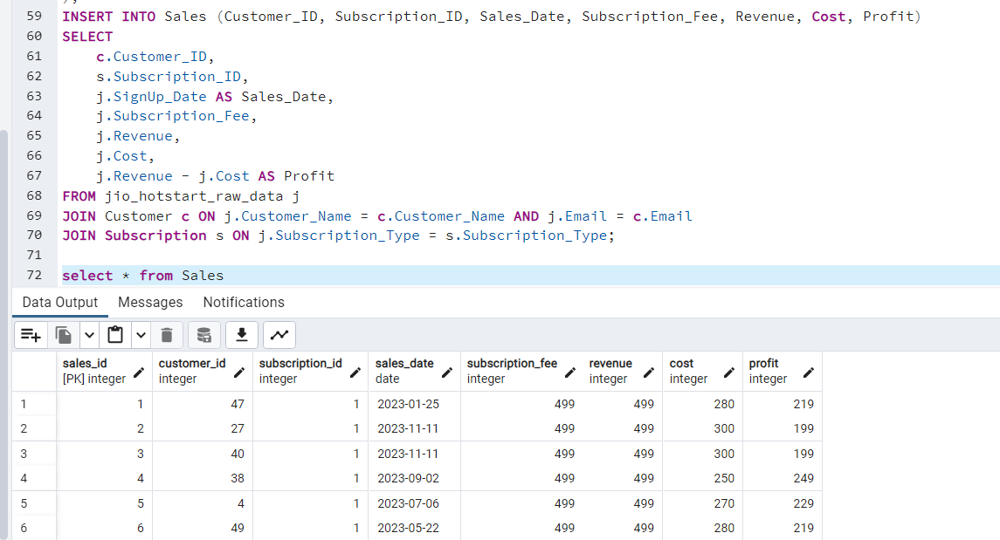 59 INSERT INTO Sales (Customer_ID, Subscription_ID, Sales_Date, Subscription_Fee, Revenue, Cost, Profit)
60 SELECT
61 c.Customer_ID,
62 s.Subscription_ID,
63 j.SignUp_Date AS Sales_Date,
64 j.Subscription_Fee,
65 j.Revenue,
66 j.Cost,
67 j.Revenue - j.Cost AS Profit
68 FROM jio_hotstart_raw_data j
69 JOIN Customer c ON j.Customer_Name = c.Customer_Name AND j.Email = c.Email
70 JOIN Subscription s ON j.Subscription_Type = s.Subscription_Type;
71
72 select * from Sales
Data Output Messages Notifications
sales_id customer_id subscription_id sales_date subscription_fee revenue cost profit
[PK] integer integer integer date integer integer integer integer
1 1 47 1 2023-01-25 499 499 280 219
2 2 27 1 2023-11-11 499 499 300 199
3 3 40 1 2023-11-11 499 499 300 199
4 4 38 1 2023-09-02 499 499 250 249
5 5 4 1 2023-07-06 499 499 270 229
6 6 49 1 2023-05-22 499 499 280 219